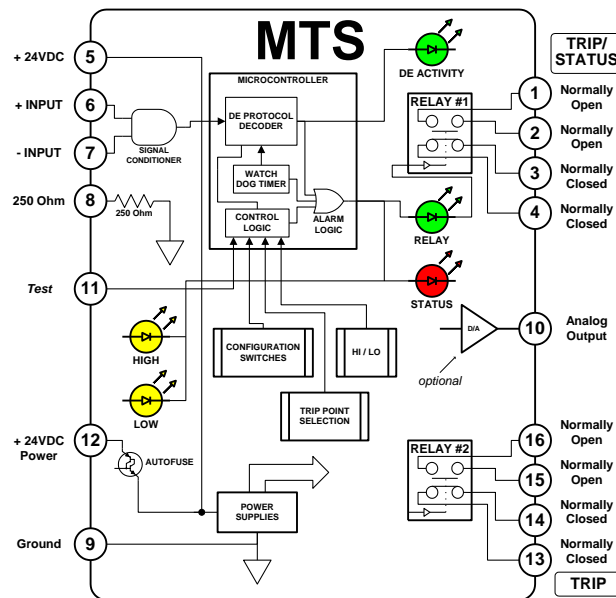 MTS
+ 24VDC
5
+ INPUT
6
- INPUT
7
SIGNAL
CONDITIONER
250 Ohm
8
250 Ohm
Test
11
HIGH
LOW
+ 24VDC
Power
12
AUTOFUSE
Ground
9
MICROCONTROLLER
DE PROTOCOL
DECODER
WATCH
DOG TIMER
CONTROL
LOGIC
ALARM
LOGIC
CONFIGURATION
SWITCHES
HI / LO
TRIP POINT
SELECTION
POWER
SUPPLIES
DE ACTIVITY
RELAY #1
RELAY
STATUS
D/A
optional
RELAY #2
TRIP/
STATUS
1
Normally
Open
2
Normally
Open
3
Normally
Closed
4
Normally
Closed
10
Analog
Output
16
Normally
Open
15
Normally
Open
14
Normally
Closed
13
Normally
Closed
TRIP